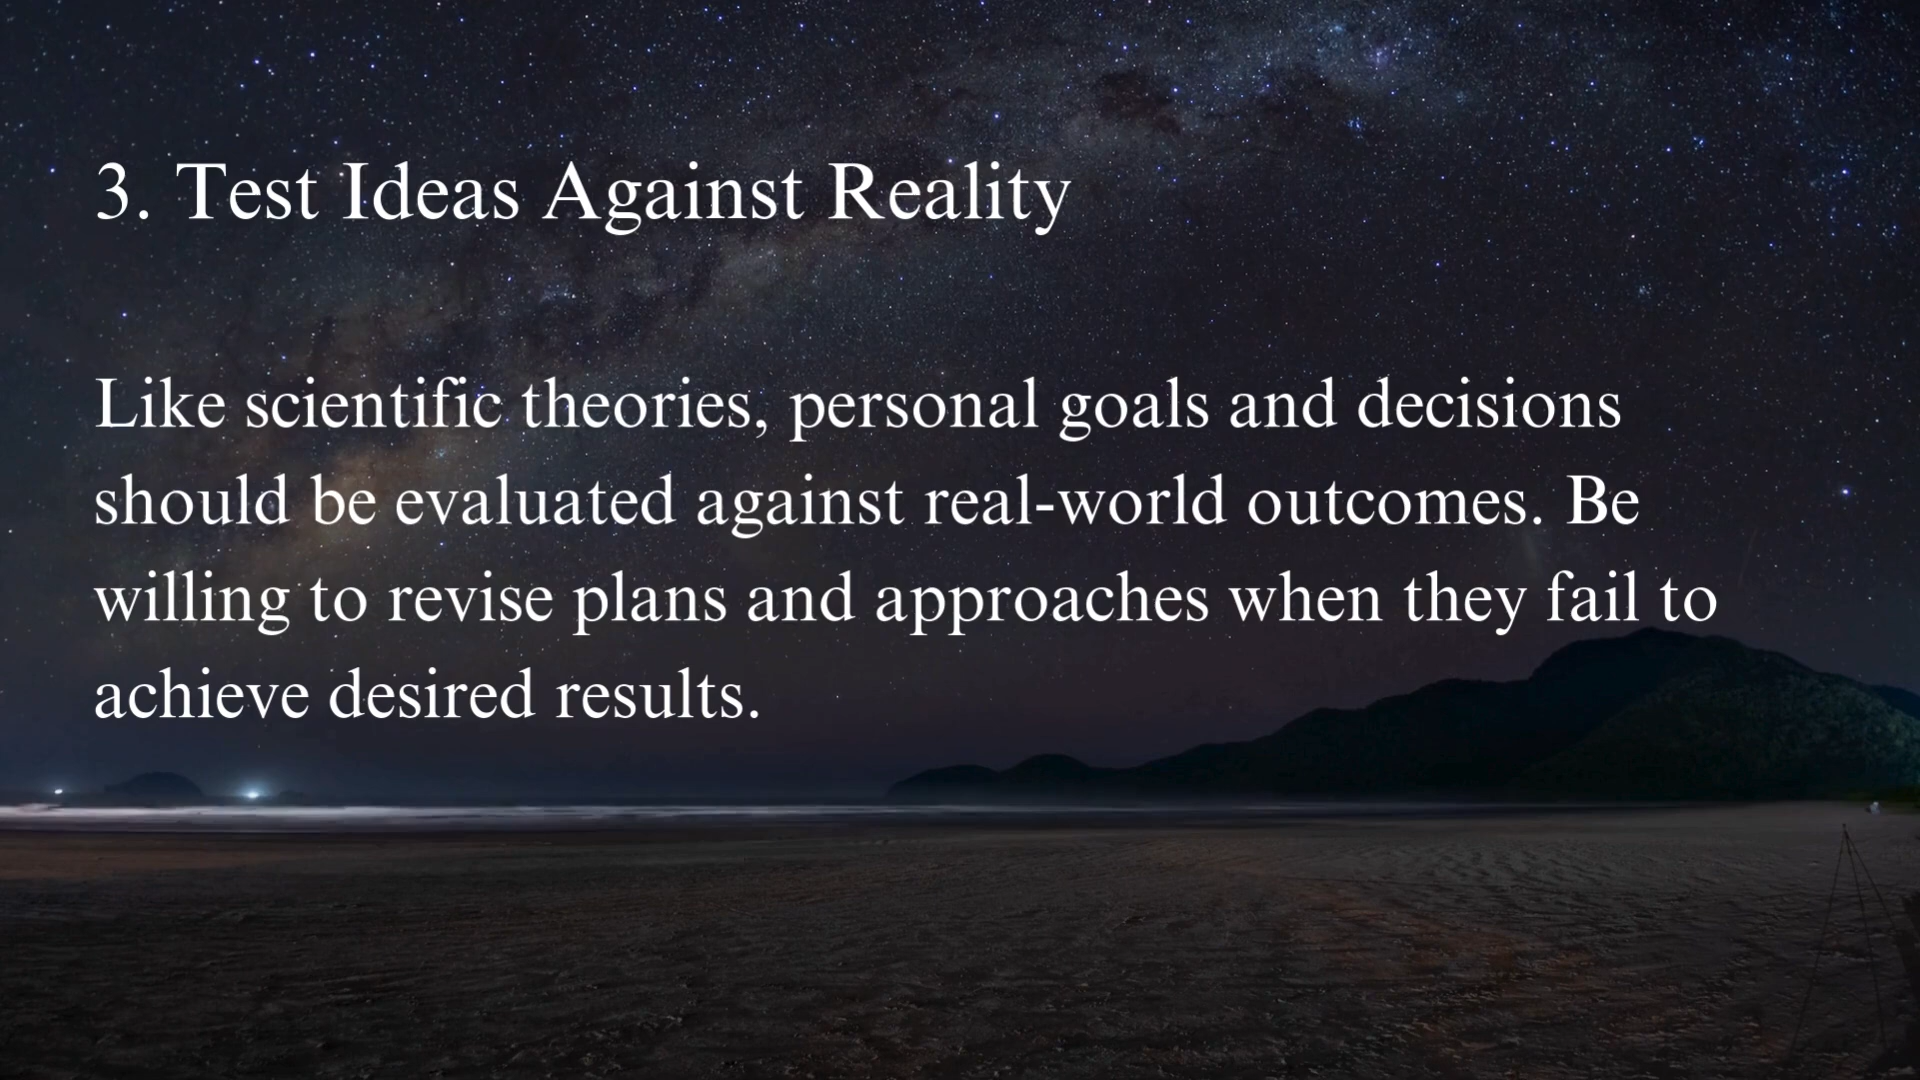 3. Test Ideas Against Reality
Like scientific theories, personal goals and decisions
should be evaluated against real-world outcomes. Be
willing to revise plans and approaches when they fail to
achieve desired results.